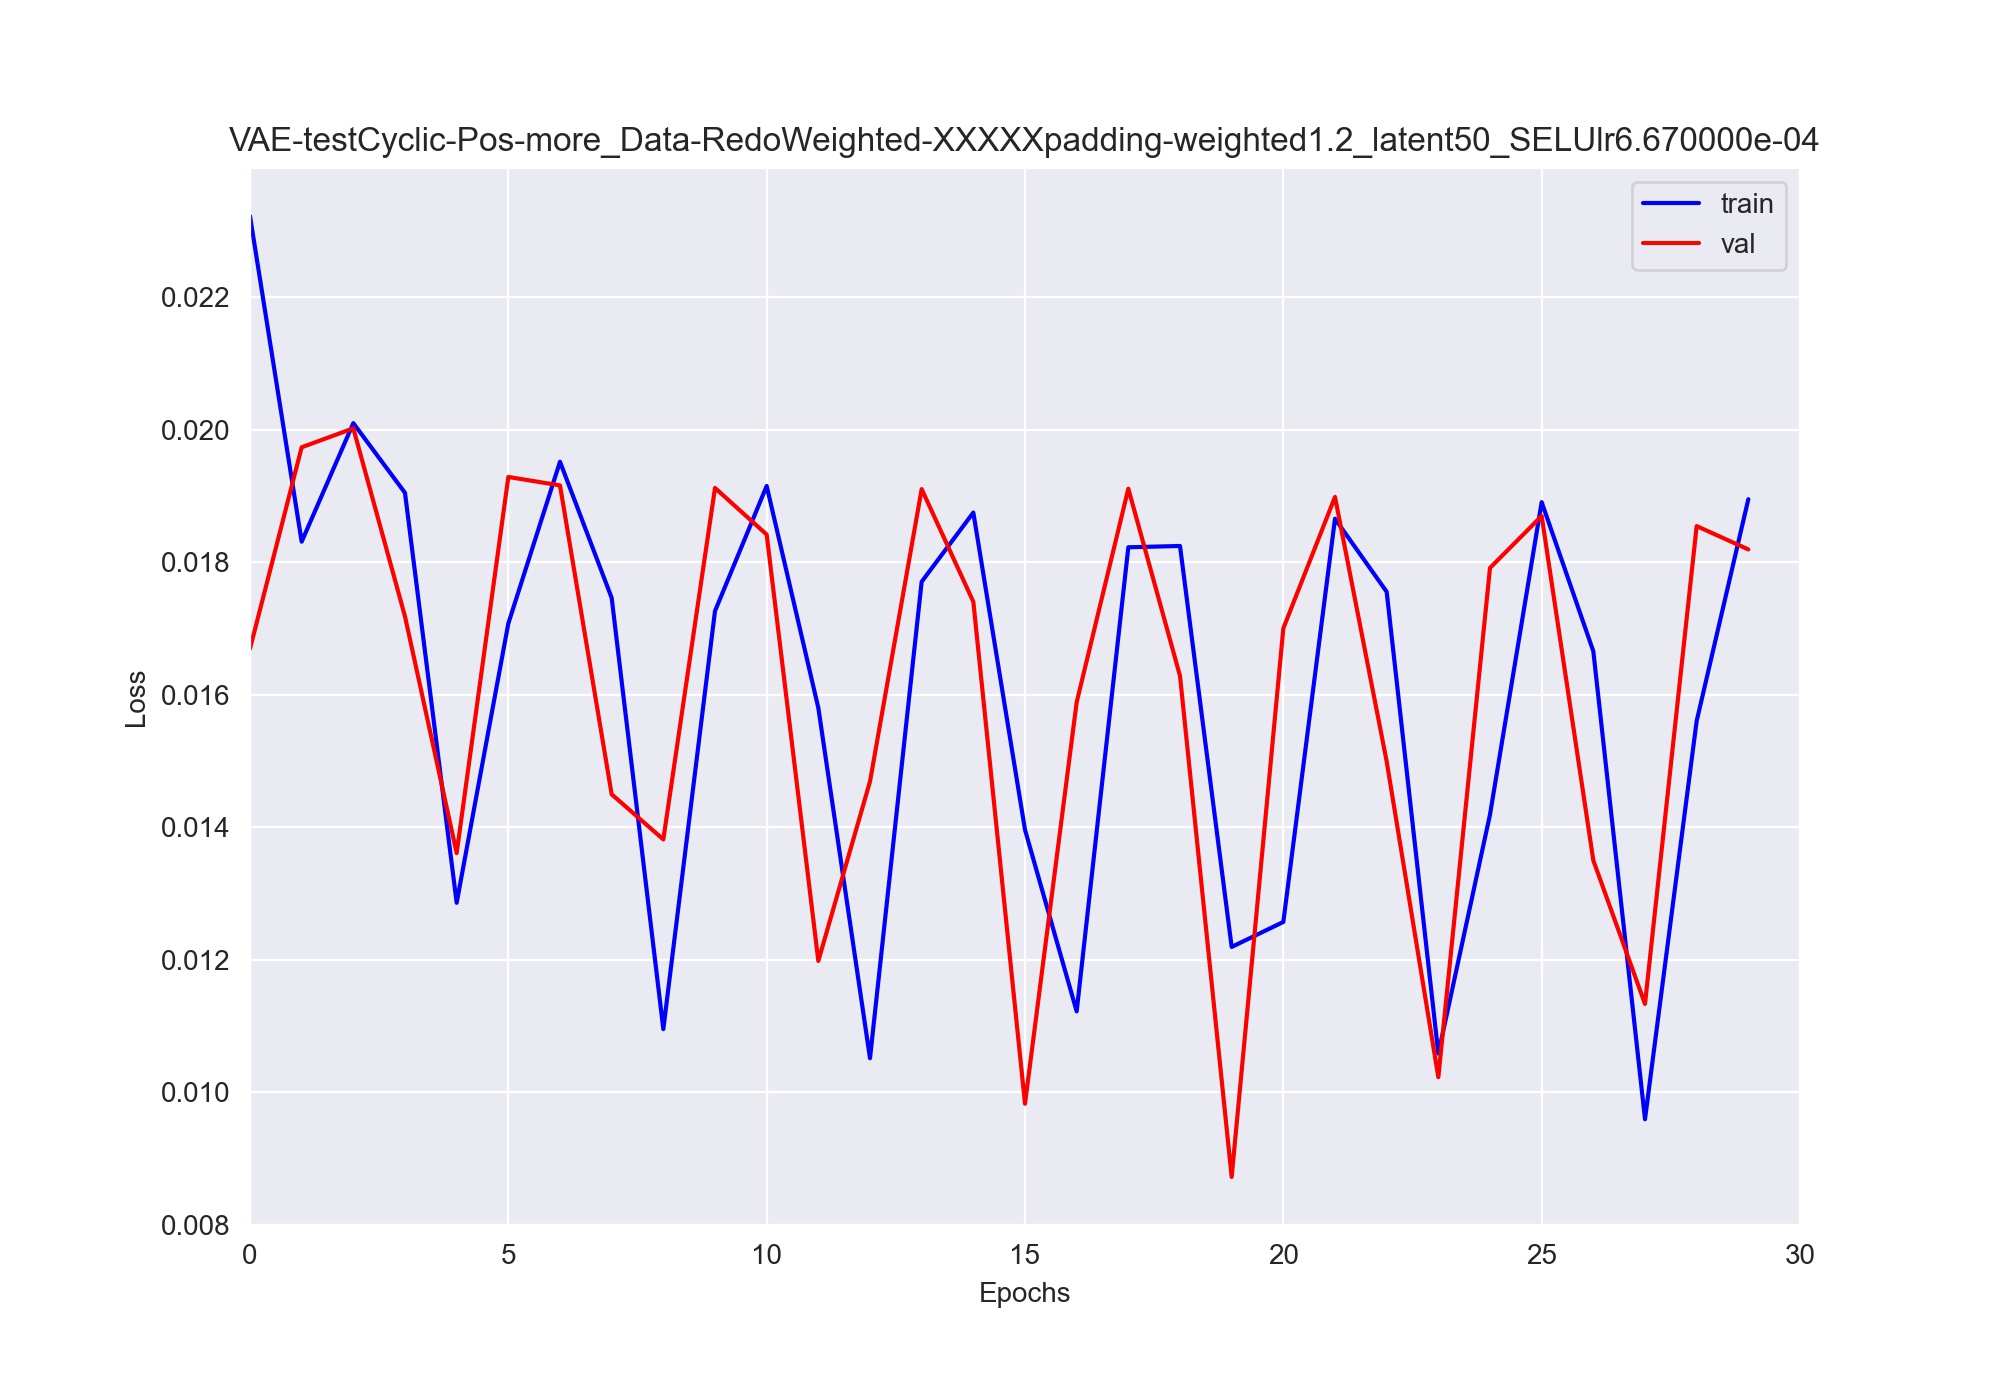 VAE-testCyclic-Pos-more_Data-RedoWeighted-XXXXXpadding-weighted1.2_latent50_SELUlr6.670000e-04
train
val
0.022
0.020
0.018
0.016
0.014
0.012
0.010
0.008
Loss
0 5 10 15 20 25 30
Epochs